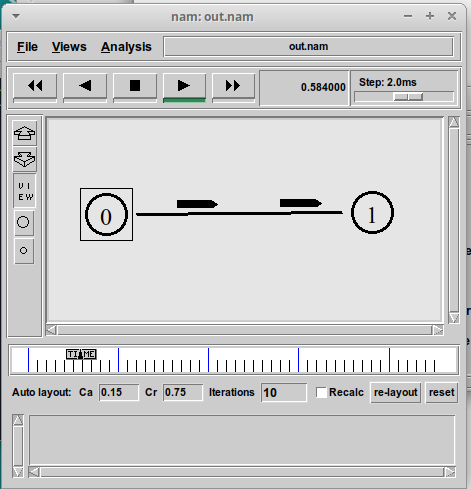 nam: out.nam
File Views Analysis out.nam
0.584000 Step: 2.0ms
VIEW
0 1
TIME
Auto layout: Ca 0.15 Cr 0.75 Iterations 10 Recalc re-layout reset